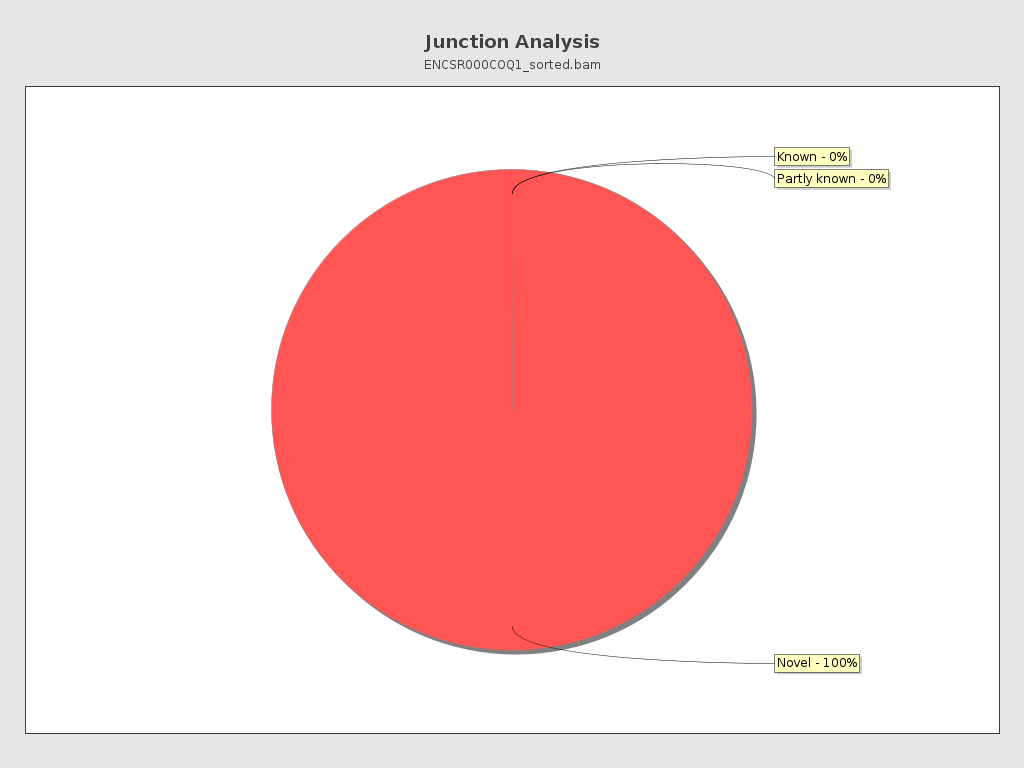 Junction Analysis
ENCSR000COQ1_sorted.bam
Known - 0%
Partly known - 0%
Novel - 100%